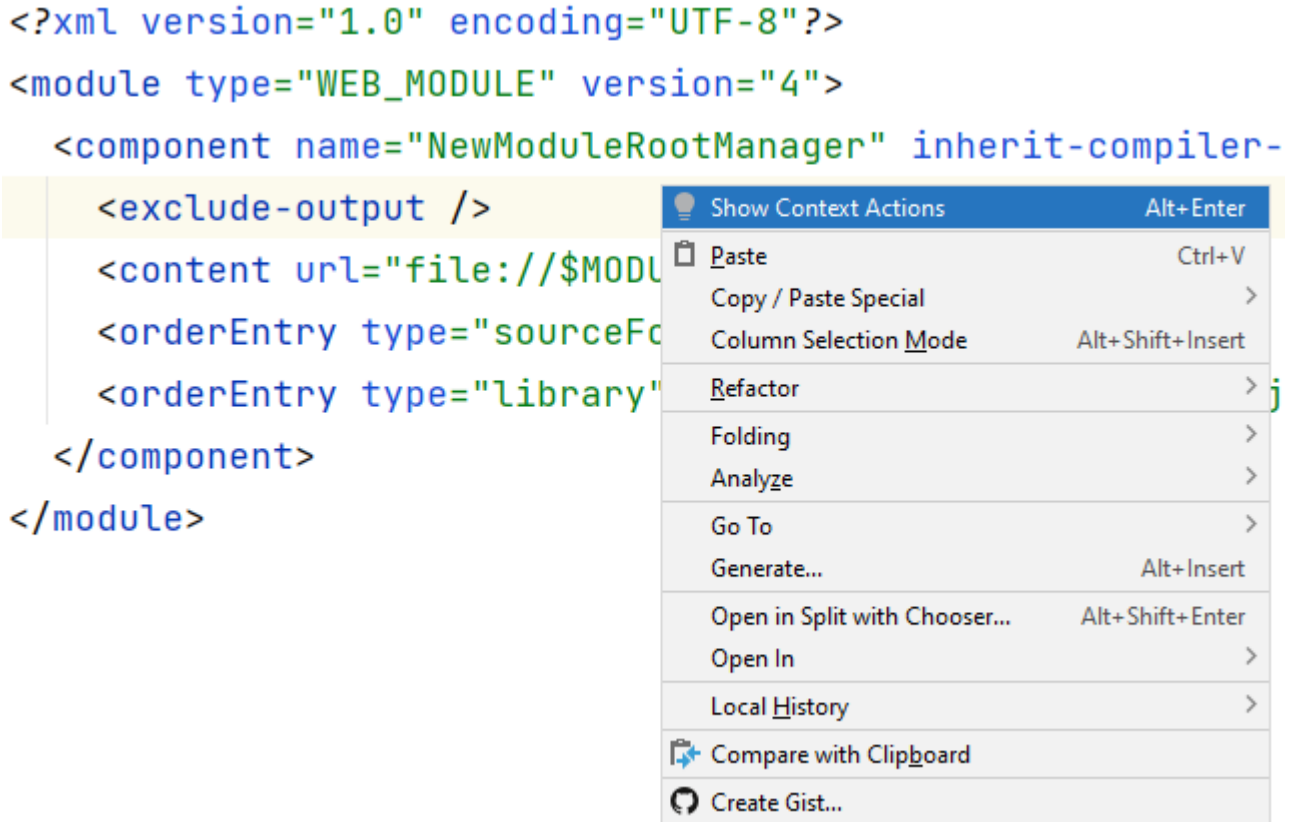 <?xml version="1.0" encoding="UTF-8"?>
<module type="WEB_MODULE" version="4">
<component name="NewModuleRootManager" inherit-compiler-
<exclude-output />
<content url="file://$MODU
<orderEntry type="sourceFo
<orderEntry type="library" j
</component>
</module>
Show Context Actions Alt+Enter
Paste Ctrl+V
Copy / Paste Special
Column Selection Mode Alt+Shift+Insert
Refactor
Folding
Analyze
Go To
Generate... Alt+Insert
Open in Split with Chooser... Alt+Shift+Enter
Open In
Local History
Compare with Clipboard
Create Gist...